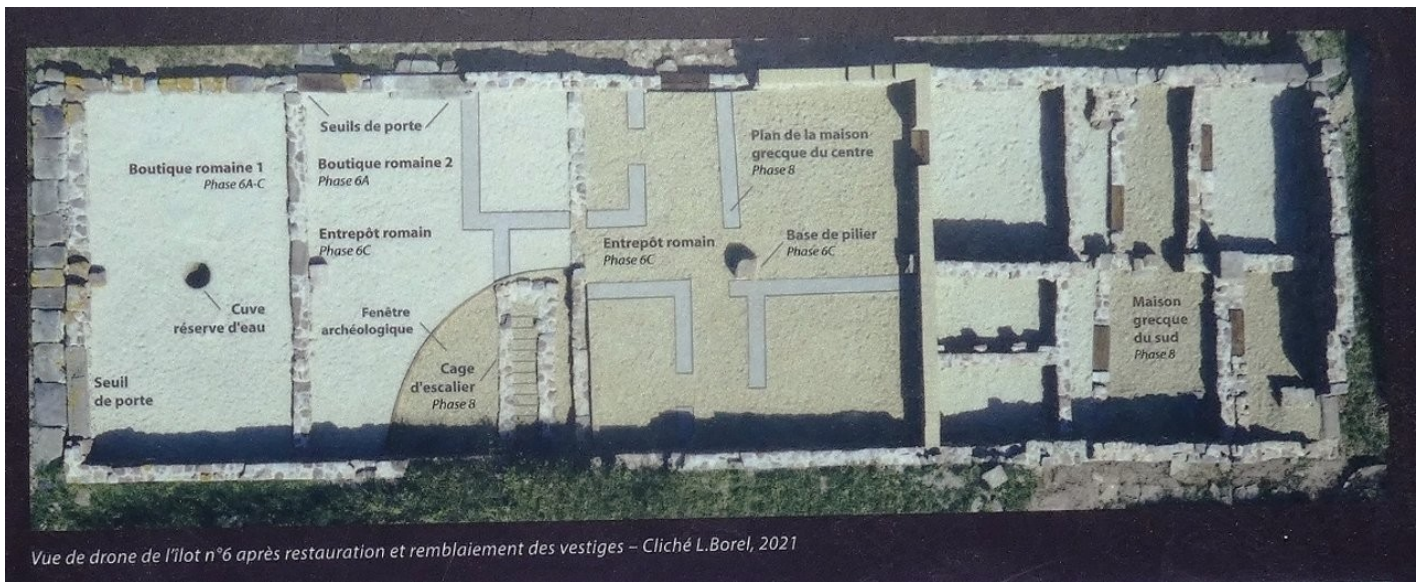 Seuils de porte
Boutique romaine 1
Phase 6A-C
Boutique romaine 2
Phase 6A
Plan de la maison
grecque du centre
Phase 8
Entrepôt romain
Phase 6C
Entrepôt romain
Phase 6C
Base de pilier
Phase 6C
Cuve
réserve d'eau
Fenêtre
archéologique
Maison
grecque
du sud
Phase 8
Seuil
de porte
Cage
d'escalier
Phase 8
Vue de drone de l'îlot n°6 après restauration et remblaiement des vestiges – Cliché L.Borel, 2021